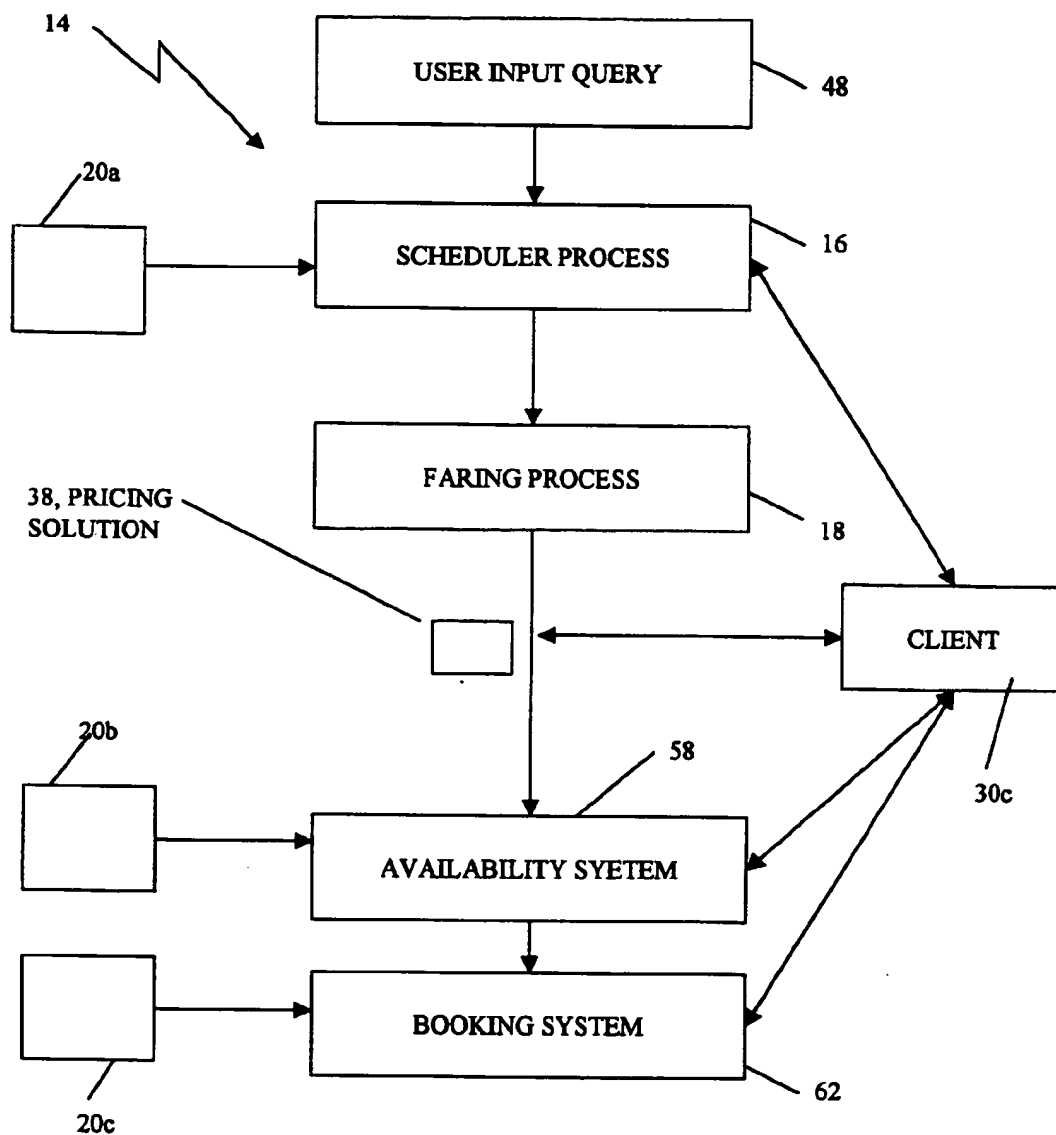 14
USER INPUT QUERY
48
20a
SCHEDULER PROCESS
16
FARING PROCESS
18
38, PRICING
SOLUTION
CLIENT
30c
20b
58
AVAILABILITY SYETEM
BOOKING SYSTEM
62
20c